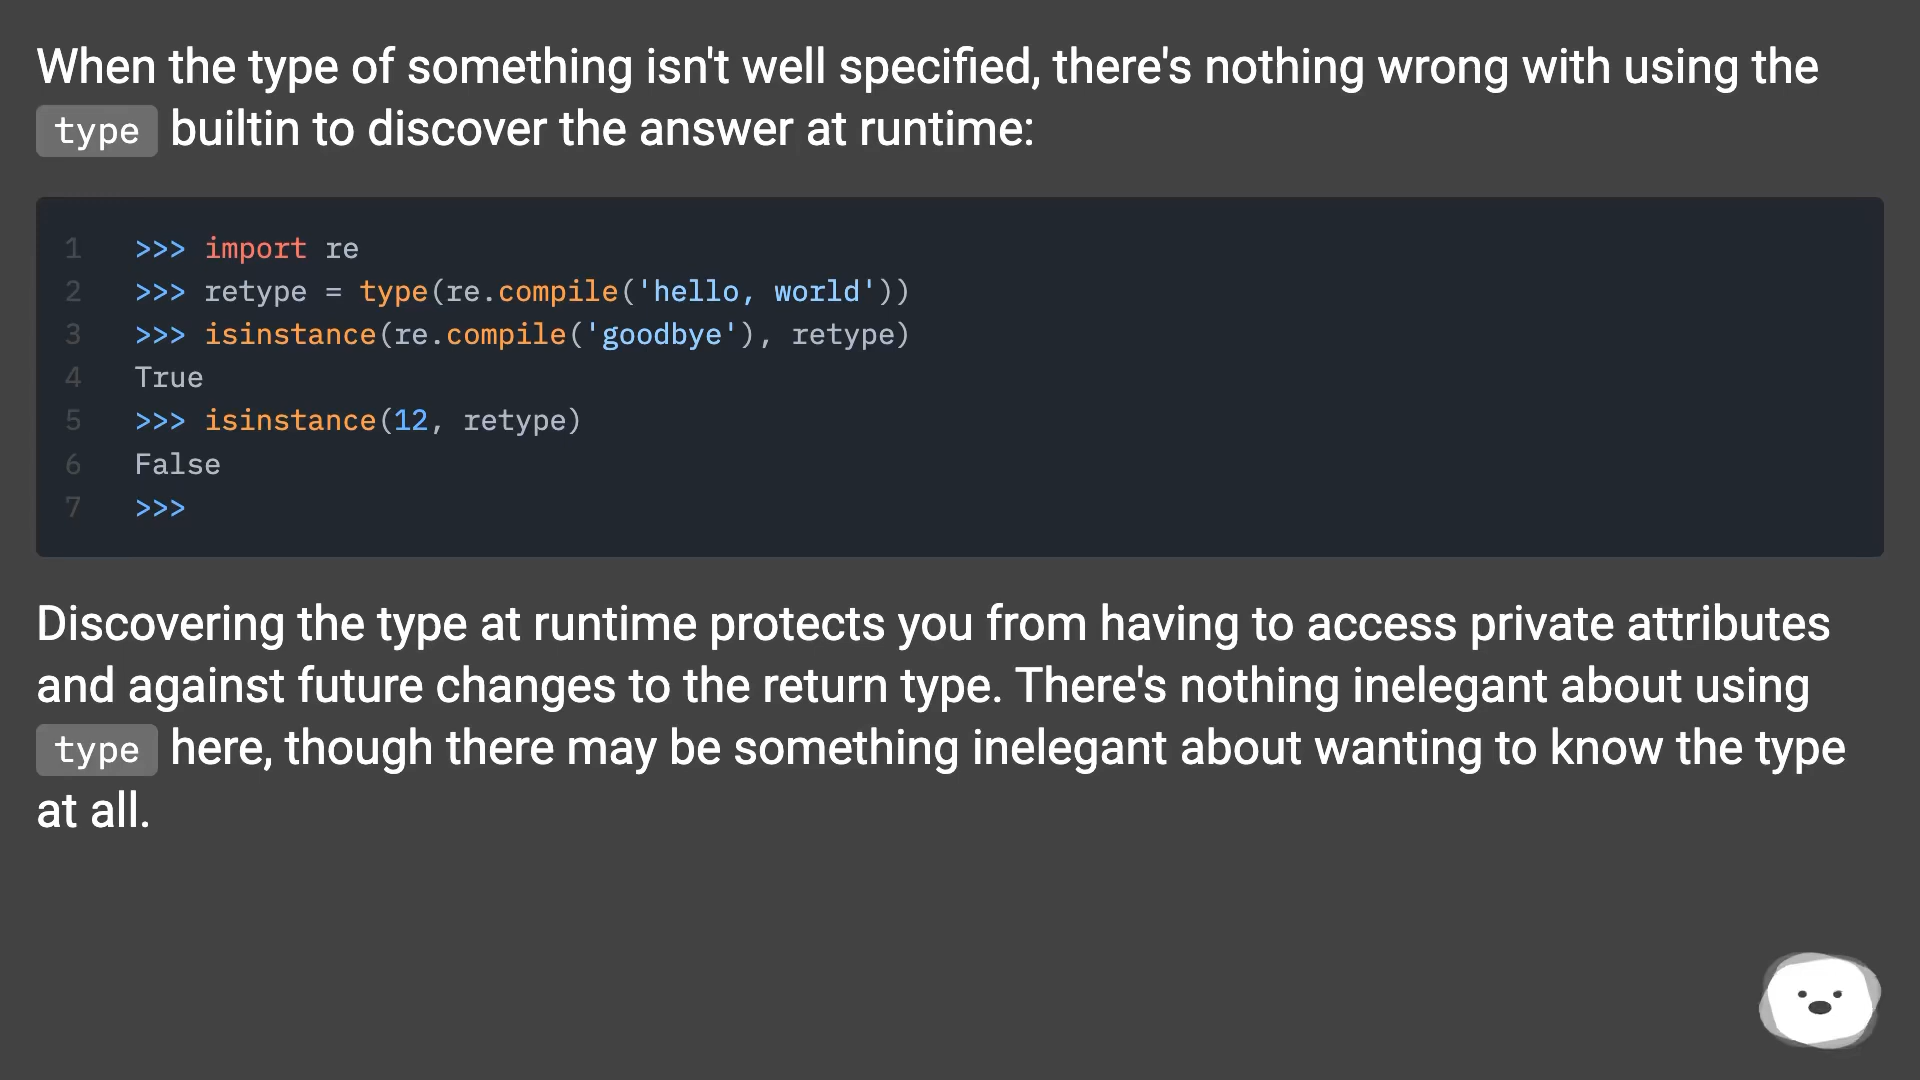 When the type of something isn't well specified, there's nothing wrong with using the
type builtin to discover the answer at runtime:
1 >>> import re
2 >>> retype = type(re.compile('hello, world'))
3 >>> isinstance(re.compile('goodbye'), retype)
4 True
5 >>> isinstance(12, retype)
6 False
7 >>>
Discovering the type at runtime protects you from having to access private attributes
and against future changes to the return type. There's nothing inelegant about using
type here, though there may be something inelegant about wanting to know the type
at all.